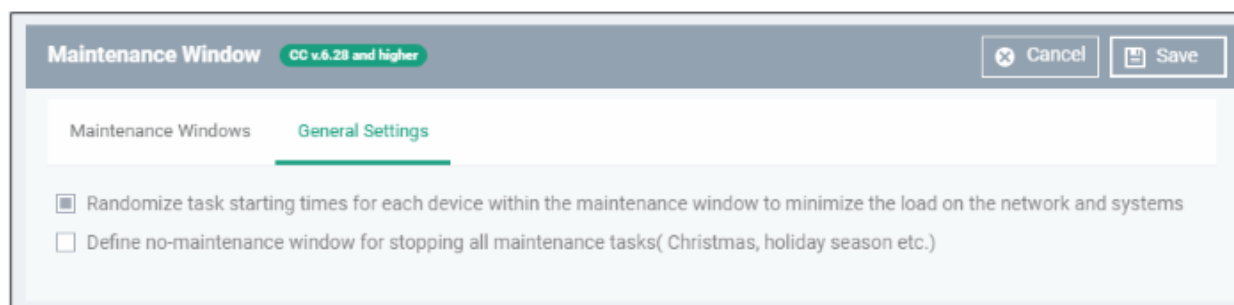 Maintenance Window CC v.6.28 and higher Cancel Save
Maintenance Windows General Settings
Randomize task starting times for each device within the maintenance window to minimize the load on the network and systems
Define no-maintenance window for stopping all maintenance tasks( Christmas, holiday season etc.)